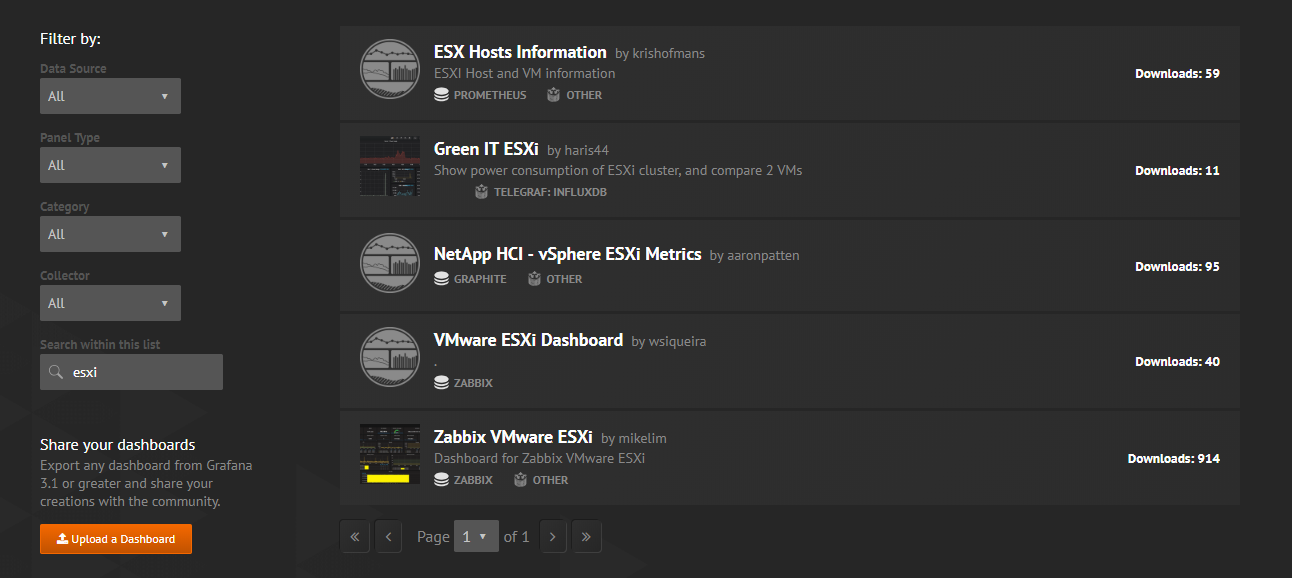 Filter by:
Data Source
All
Panel Type
All
Category
All
Collector
All
Search within this list
esxi
Share your dashboards
Export any dashboard from Grafana
3.1 or greater and share your
creations with the community.
Upload a Dashboard
ESX Hosts Information by krishofmans
ESXI Host and VM information
PROMETHEUS OTHER
Downloads: 59
Green IT ESXi by haris44
Show power consumption of ESXi cluster, and compare 2 VMs
TELEGRAF: INFLUXDB
Downloads: 11
NetApp HCI - vSphere ESXi Metrics by aaronpatten
GRAPHITE OTHER
Downloads: 95
VMware ESXi Dashboard by wsiqueira
.
ZABBIX
Downloads: 40
Zabbix VMware ESXi by mikelim
Dashboard for Zabbix VMware ESXi
ZABBIX OTHER
Downloads: 914
« ‹ Page 1 of 1 › »